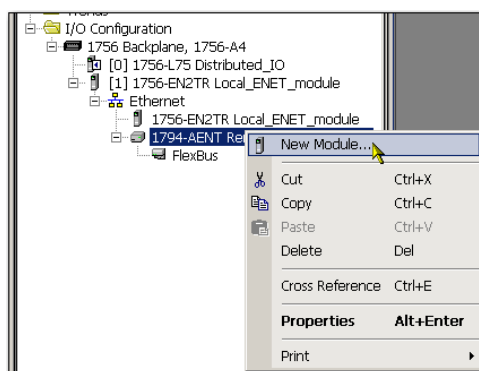 I/O Configuration
1756 Backplane, 1756-A4
[0] 1756-L75 Distributed_IO
[1] 1756-EN2TR Local_ENET_module
Ethernet
1756-EN2TR Local_ENET_module
1794-AENT
FlexBus
New Module...
Cut Ctrl+X
Copy Ctrl+C
Paste Ctrl+V
Delete Del
Cross Reference Ctrl+E
Properties Alt+Enter
Print